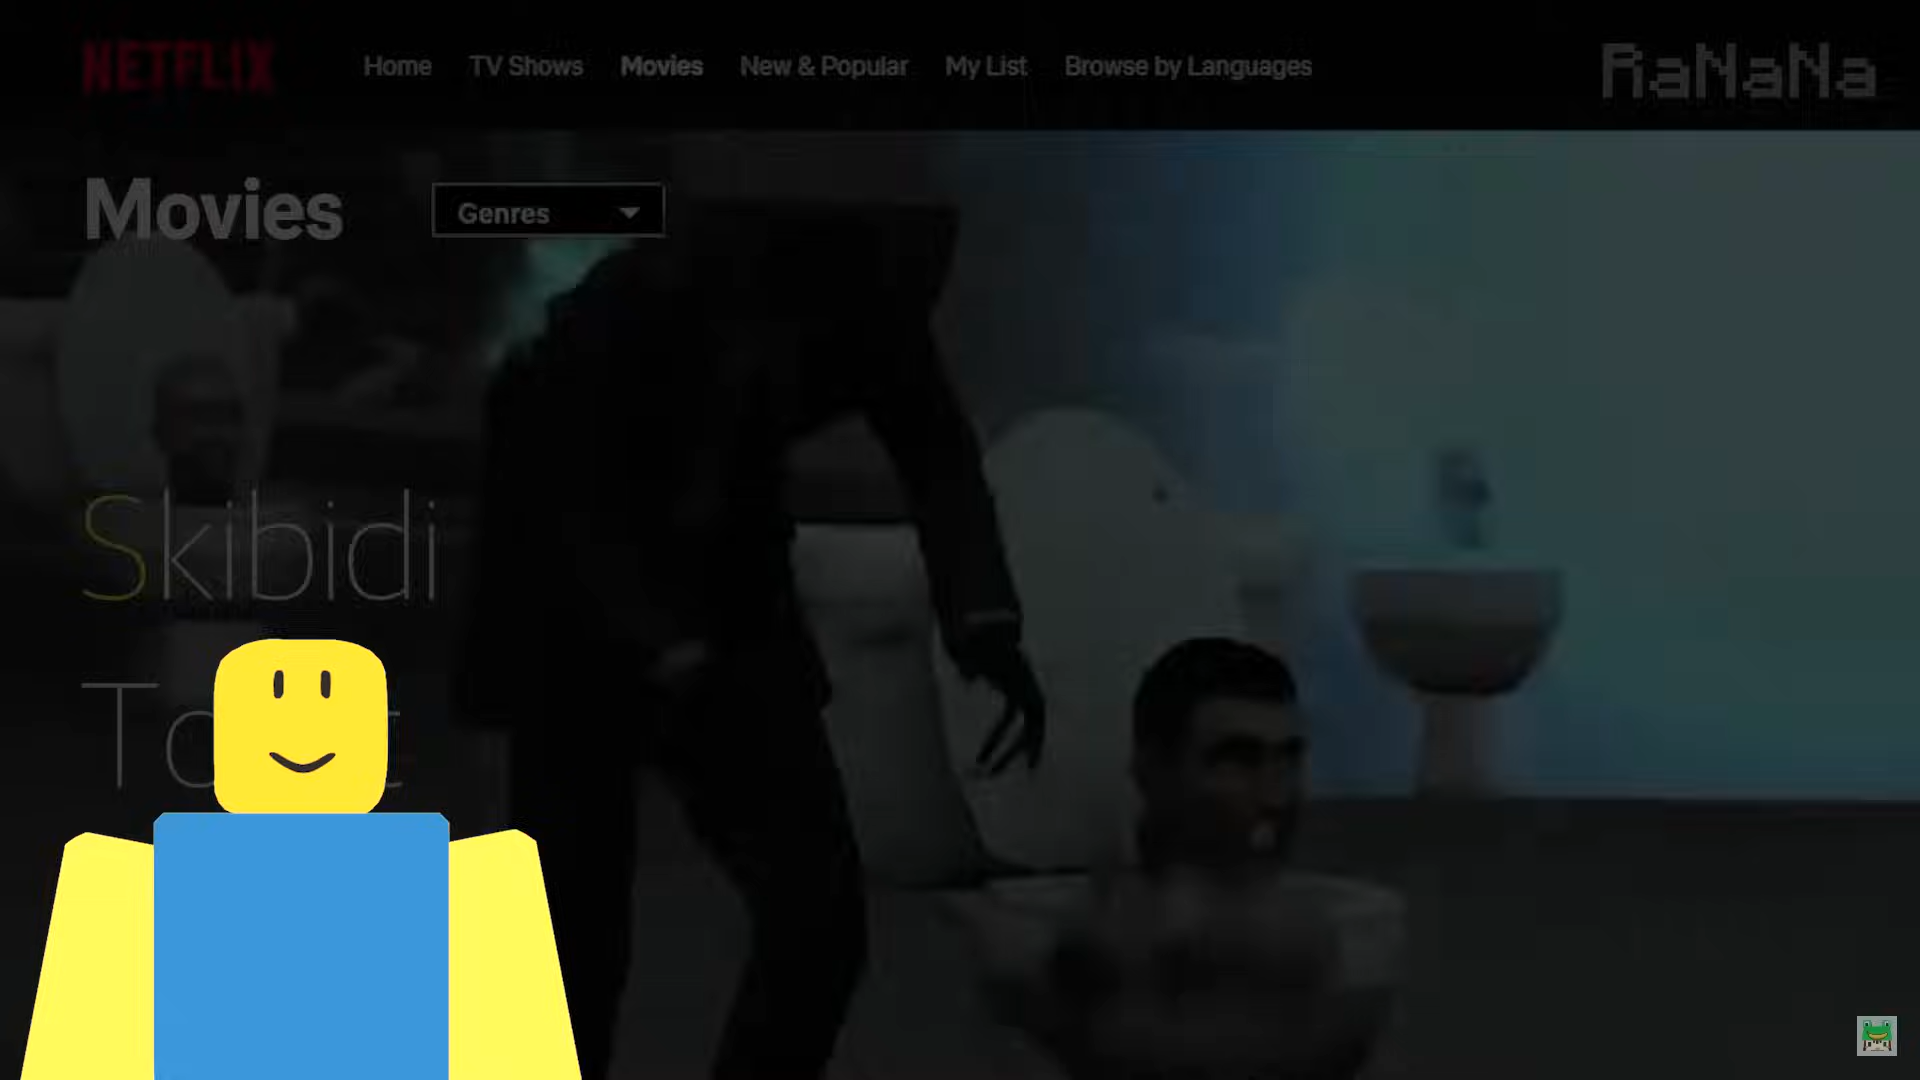 NETFLIX
Home TV Shows Movies New & Popular My List Browse by Languages
RaNaNa
Movies
Genres
Skibidi